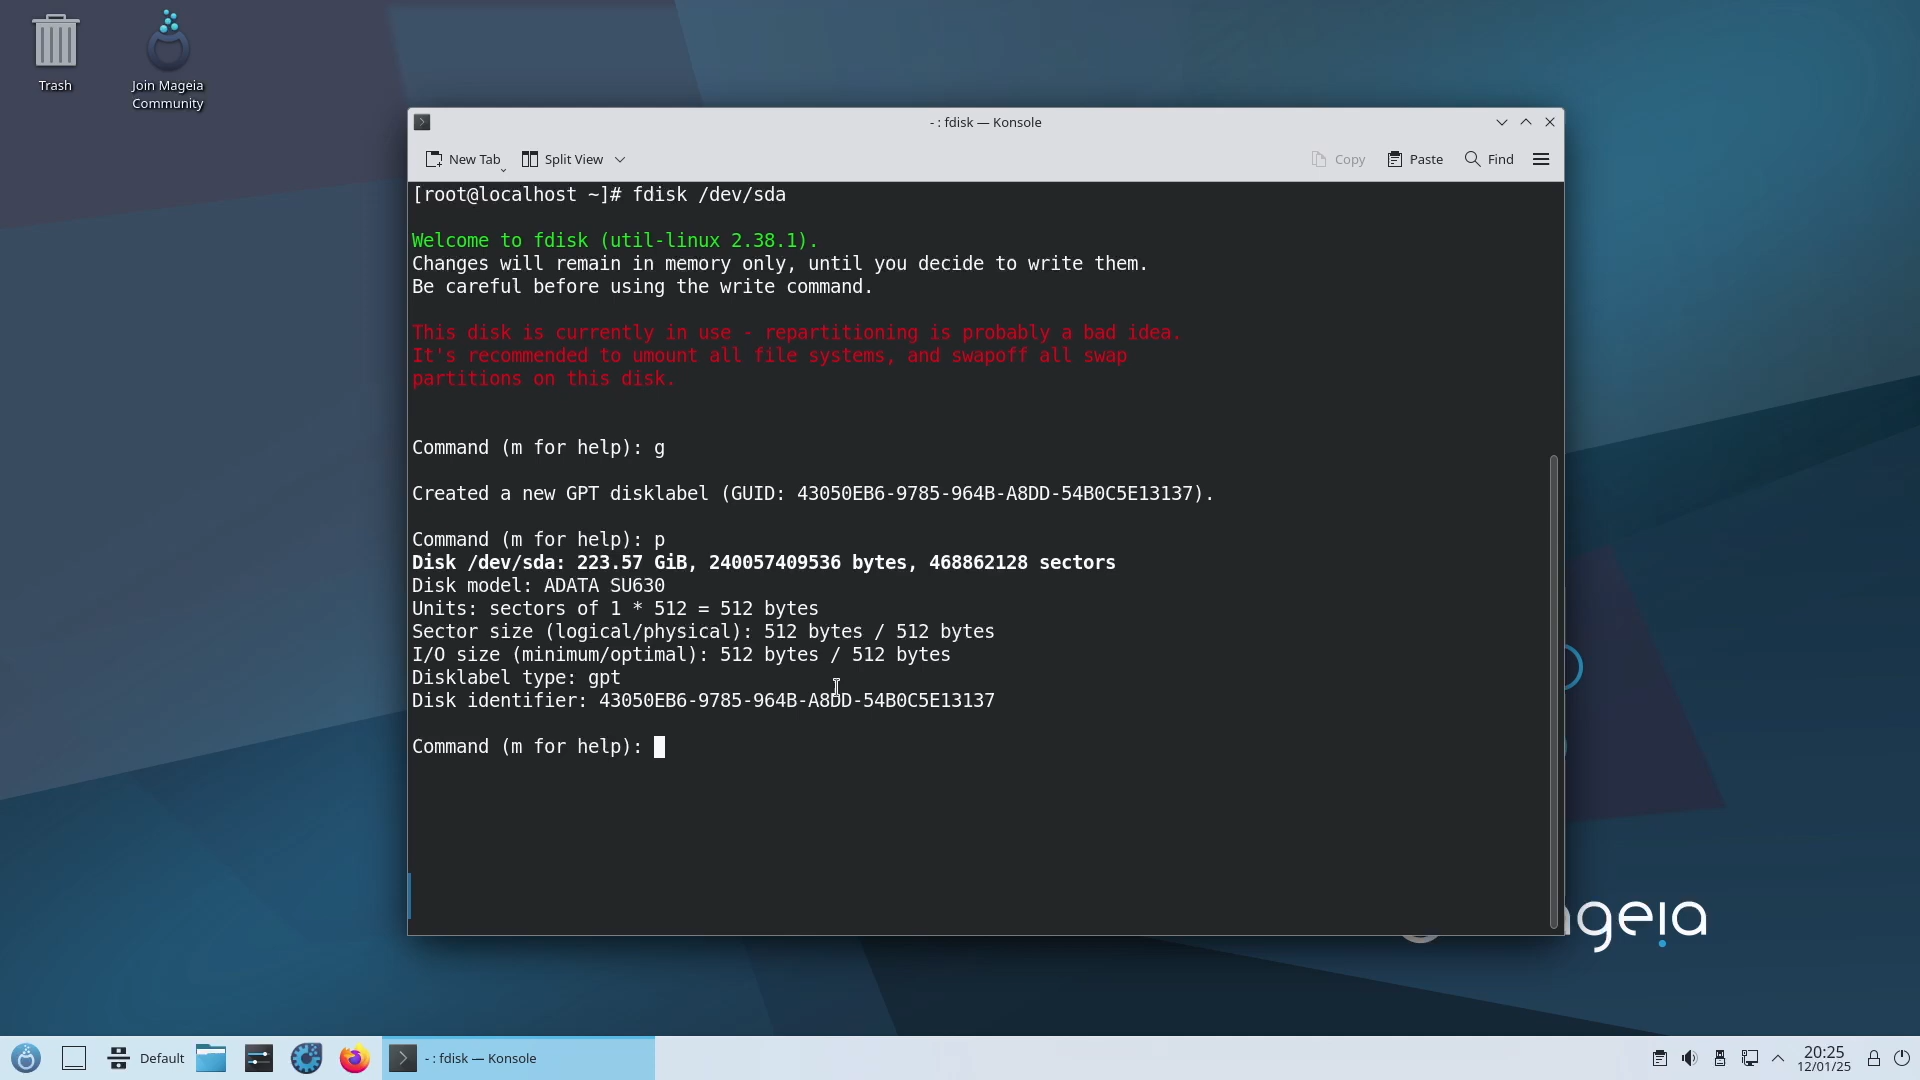 Trash
Join Mageia
Community
- : fdisk — Konsole
New Tab
Split View
Copy
Paste
Find
[root@localhost ~]# fdisk /dev/sda
Welcome to fdisk (util-linux 2.38.1).
Changes will remain in memory only, until you decide to write them.
Be careful before using the write command.
This disk is currently in use - repartitioning is probably a bad idea.
It's recommended to umount all file systems, and swapoff all swap
partitions on this disk.
Command (m for help): g
Created a new GPT disklabel (GUID: 43050EB6-9785-964B-A8DD-54B0C5E13137).
Command (m for help): p
Disk /dev/sda: 223.57 GiB, 240057409536 bytes, 468862128 sectors
Disk model: ADATA SU630
Units: sectors of 1 * 512 = 512 bytes
Sector size (logical/physical): 512 bytes / 512 bytes
I/O size (minimum/optimal): 512 bytes / 512 bytes
Disklabel type: gpt
Disk identifier: 43050EB6-9785-964B-A8DD-54B0C5E13137
Command (m for help):
ageia
Default
- : fdisk — Konsole
20:25
12/01/25